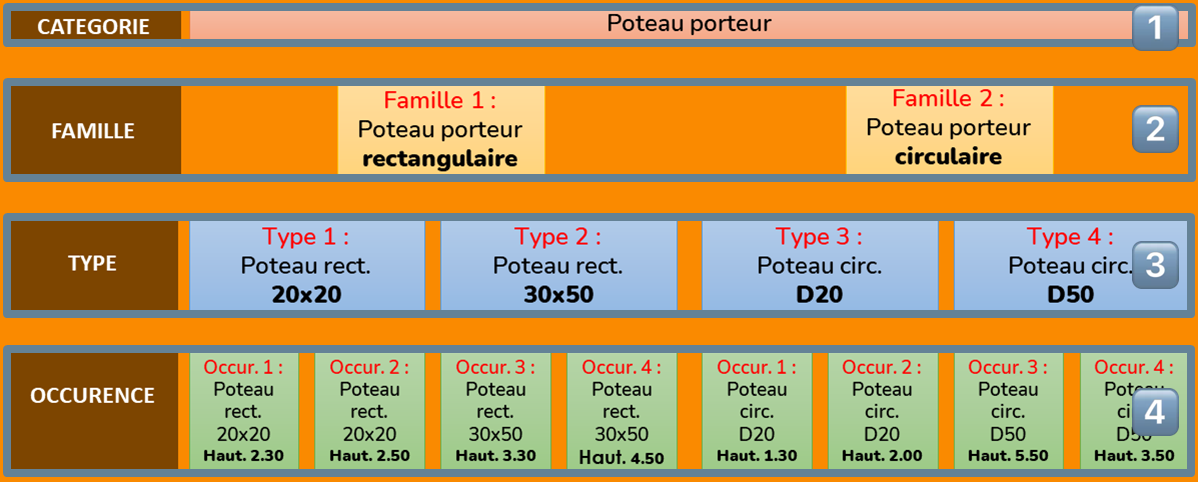 CATEGORIE
Poteau porteur
1
FAMILLE
Famille 1 :
Poteau porteur
rectangulaire
Famille 2 :
Poteau porteur
circulaire
2
TYPE
Type 1 :
Poteau rect.
20x20
Type 2 :
Poteau rect.
30x50
Type 3 :
Poteau circ.
D20
Type 4 :
Poteau circ.
D50
3
OCCURENCE
Occur. 1 :
Poteau
rect.
20x20
Haut. 2.30
Occur. 2 :
Poteau
rect.
20x20
Haut. 2.50
Occur. 3 :
Poteau
rect.
30x50
Haut. 3.30
Occur. 4 :
Poteau
rect.
30x50
Haut. 4.50
Occur. 1 :
Poteau
circ.
D20
Haut. 1.30
Occur. 2 :
Poteau
circ.
D20
Haut. 2.00
Occur. 3 :
Poteau
circ.
D50
Haut. 5.50
Occur. 4 :
Poteau
circ.
D50
Haut. 3.50
4